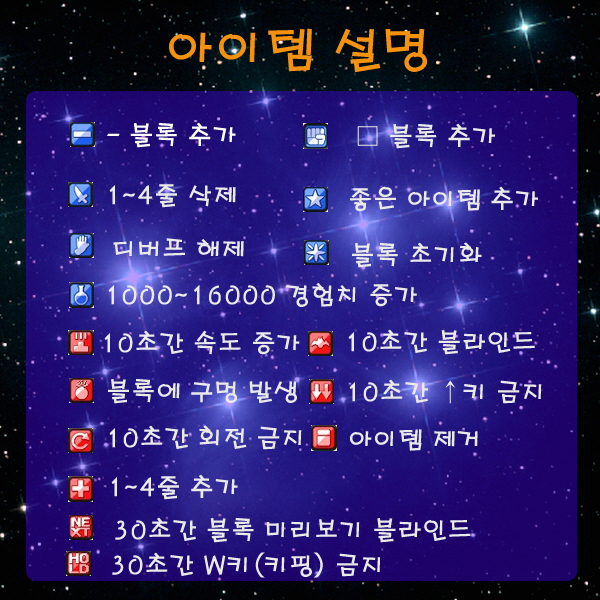 아이템 설명
- 블록 추가 □ 블록 추가
1~4줄 삭제 좋은 아이템 추가
디버프 해제 블록 초기화
1000~16000 경험치 증가
10초간 속도 증가 10초간 블라인드
블록에 구멍 발생 10초간 ↑키 금지
10초간 회전 금지 아이템 제거
1~4줄 추가
NEXT 30초간 블록 미리보기 블라인드
HOLD 30초간 W키(키핑) 금지